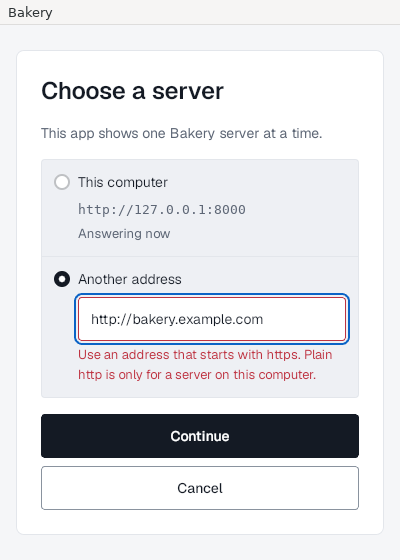 Bakery
Choose a server
This app shows one Bakery server at a time.
This computer
http://127.0.0.1:8000
Answering now
Another address
http://bakery.example.com
Use an address that starts with https. Plain
http is only for a server on this computer.
Continue
Cancel